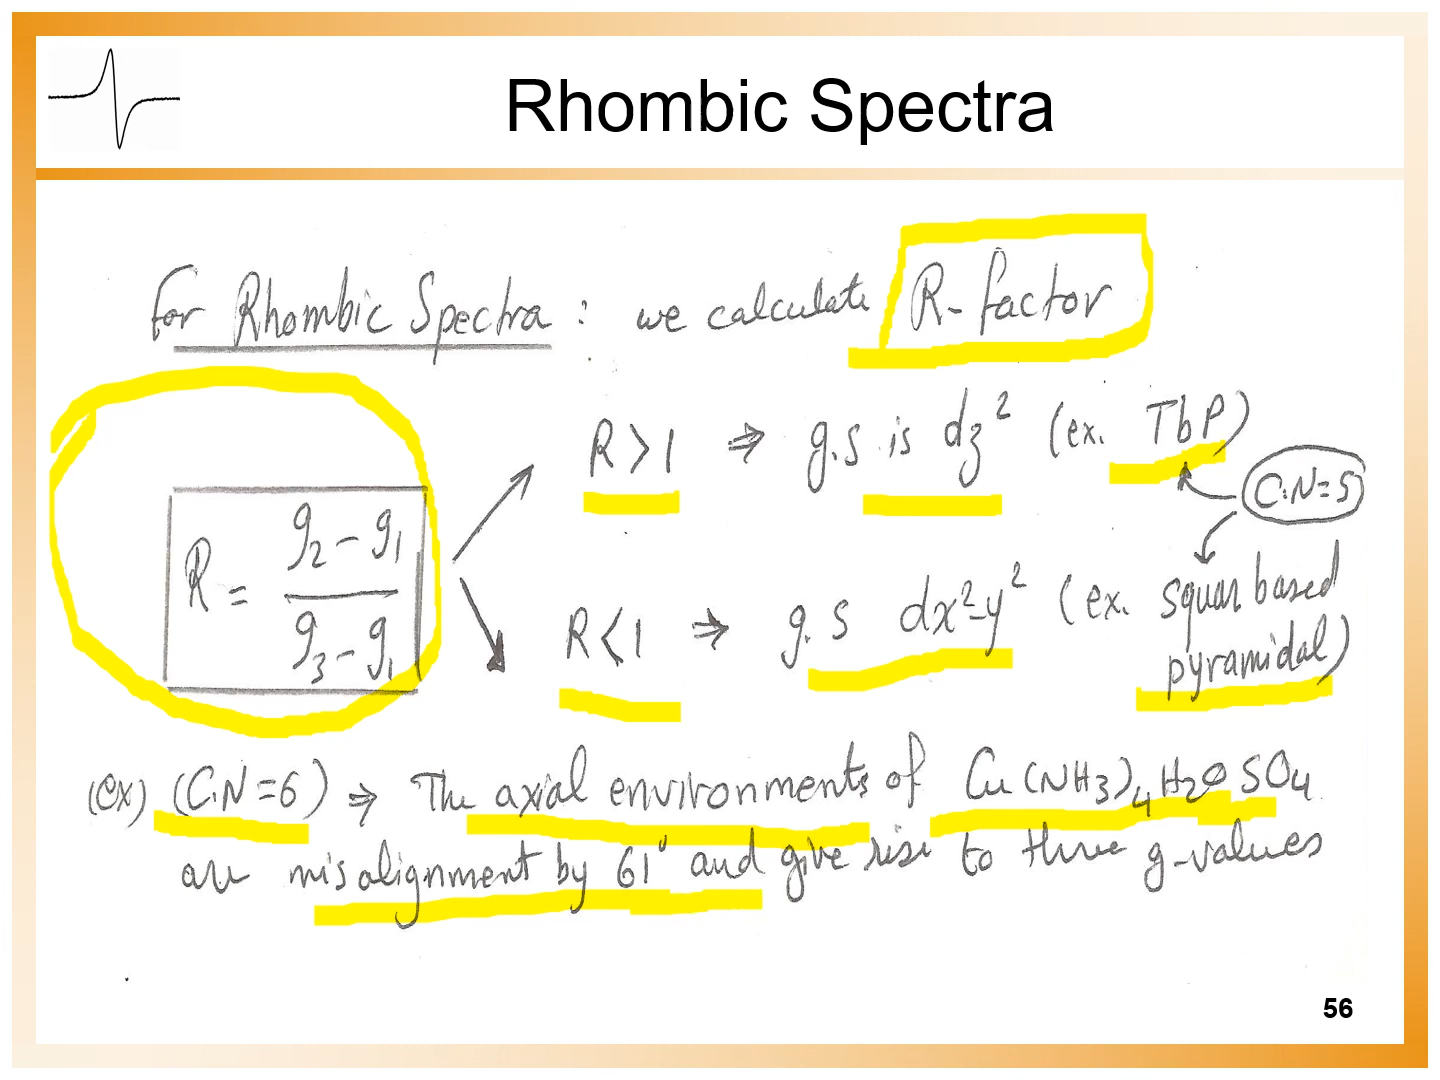 Rhombic Spectra
For Rhombic Spectra : we calculate R-factor
R>1 ⇒ g.s is dz² (ex. TbP)
C.N=5
R = g₂-g₁ / g₃-g₁
R<1 ⇒ g.s dx²-y² (ex. squar based
pyramidal)
(ex) (C.N=6) ⇒ The axial environments of Cu(NH3)₄H2O SO₄
are misalignment by 61° and give rise to three g-values
56